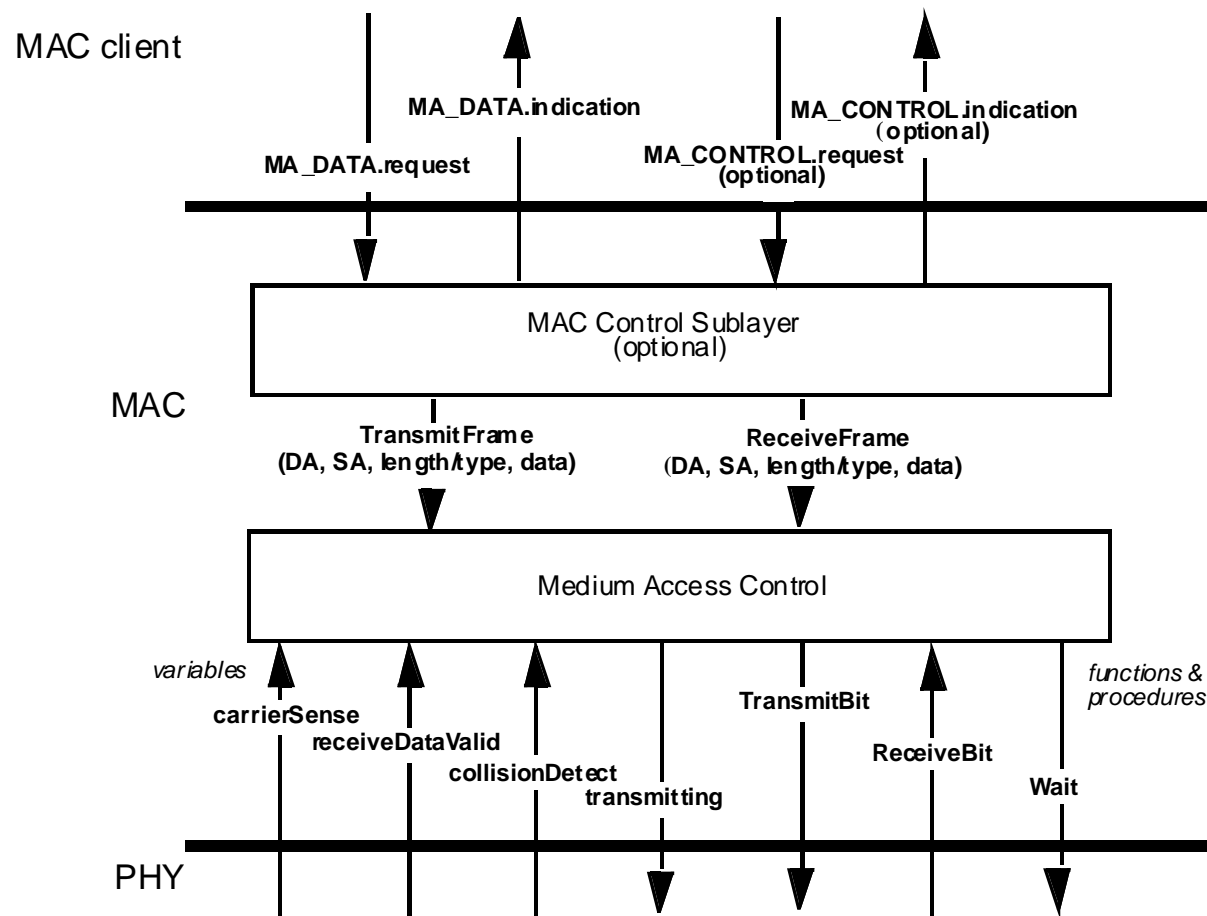 MAC client
MA_DATA.indication
MA_CONTROL.indication
(optional)
MA_DATA.request
MA_CONTROL.request
(optional)
MAC Control Sublayer
(optional)
MAC
TransmitFrame
(DA, SA, length/type, data)
ReceiveFrame
(DA, SA, length/type, data)
Medium Access Control
variables
functions &
procedures
carrierSense
receiveDataValid
collisionDetect
transmitting
TransmitBit
ReceiveBit
Wait
PHY